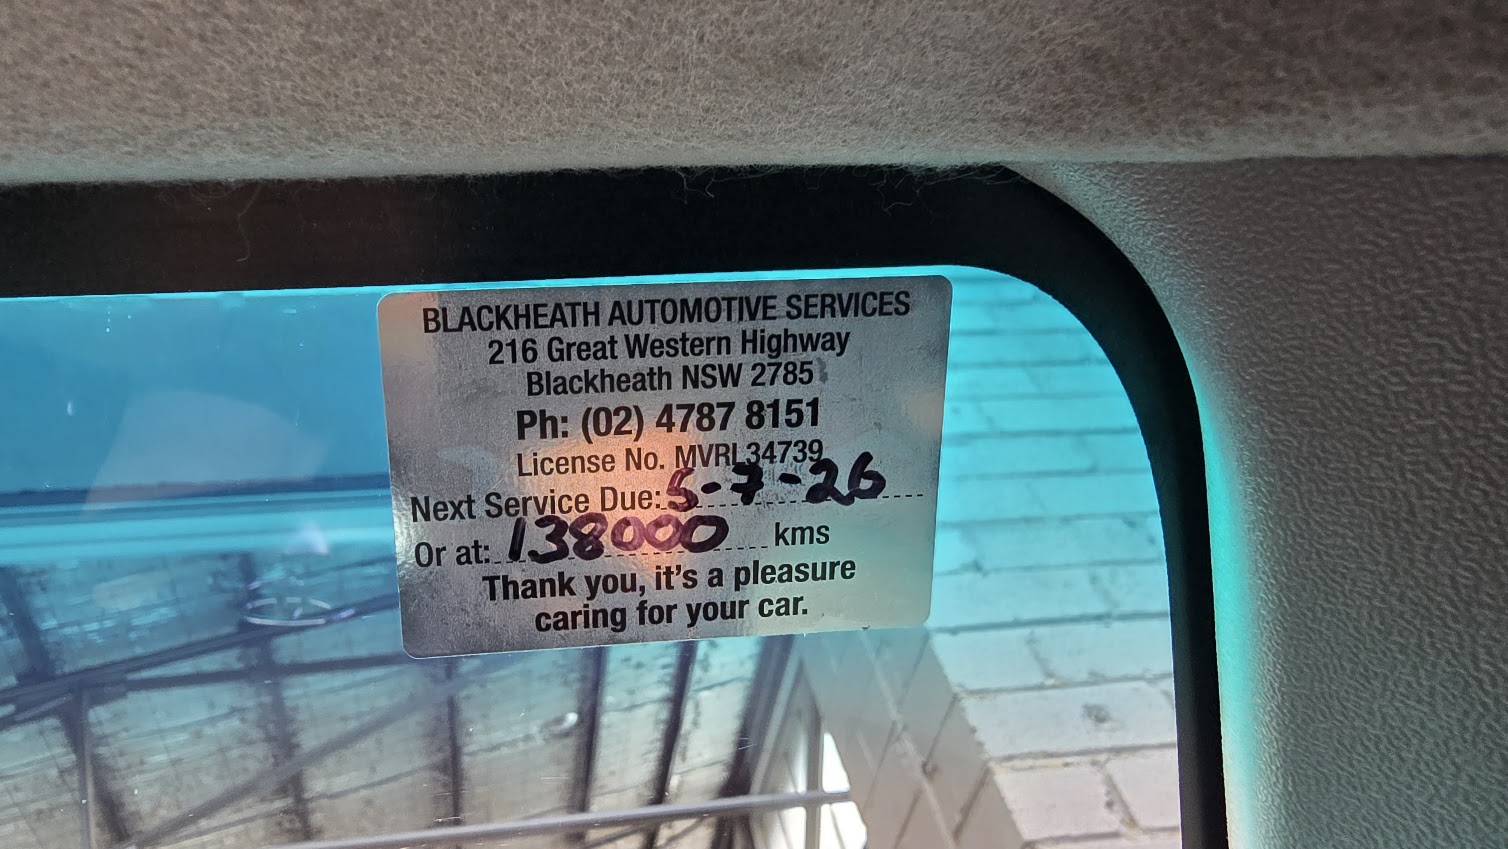 BLACKHEATH AUTOMOTIVE SERVICES
216 Great Western Highway
Blackheath NSW 2785
Ph: (02) 4787 8151
License No. MVRL34739
Next Service Due: 5-7-26
Or at: 138000 kms
Thank you, it's a pleasure
caring for your car.